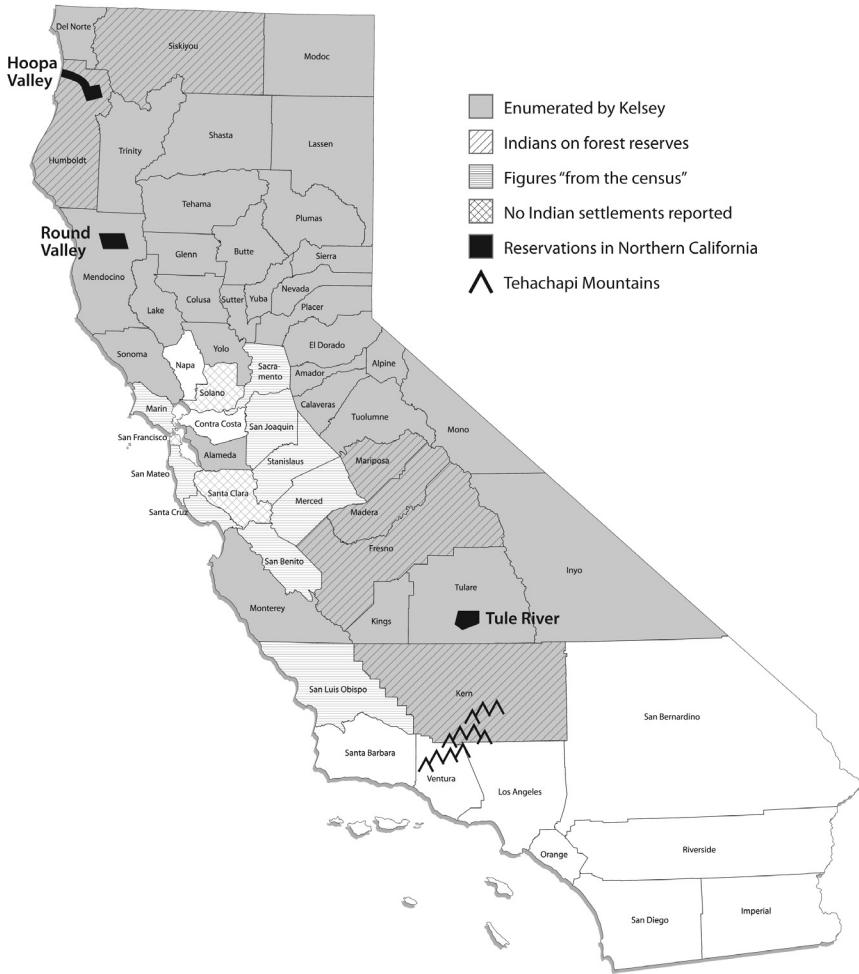 Del Norte
Siskiyou
Modoc
Hoopa
Valley
Humboldt
Trinity
Shasta
Lassen
Enumerated by Kelsey
Indians on forest reserves
Figures “from the census”
No Indian settlements reported
Reservations in Northern California
Tehachapi Mountains
Tehama
Plumas
Round
Valley
Mendocino
Glenn
Butte
Sierra
Lake
Colusa
Sutter
Yuba
Nevada
Placer
Sonoma
Napa
Yolo
Sacra-
mento
El Dorado
Alpine
Solano
Amador
Marin
Contra Costa
San Joaquin
Calaveras
Tuolumne
Mono
San Francisco
Alameda
Stanislaus
Mariposa
San Mateo
Santa Clara
Merced
Santa Cruz
Madera
Fresno
San Benito
Inyo
Monterey
Kings
Tulare
Tule River
San Luis Obispo
Kern
San Bernardino
Santa Barbara
Ventura
Los Angeles
Orange
Riverside
San Diego
Imperial